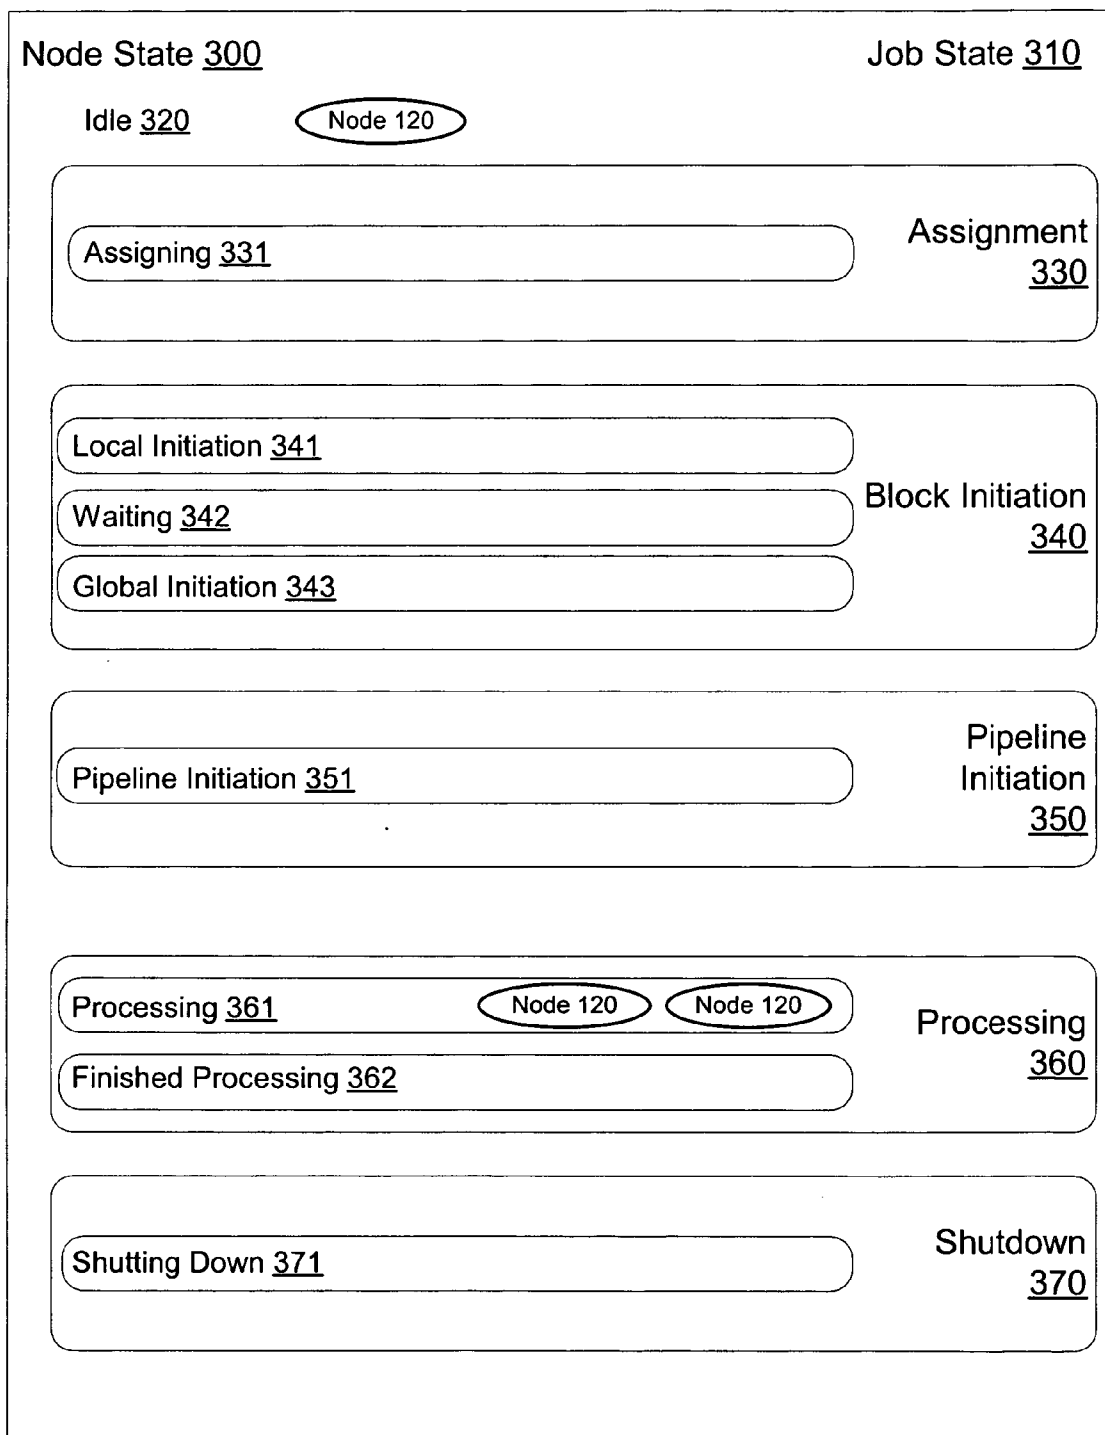 Node State 300
Job State 310
Idle 320
Node 120
Assigning 331
Assignment
330
Local Initiation 341
Waiting 342
Global Initiation 343
Block Initiation
340
Pipeline Initiation 351
Pipeline
Initiation
350
Processing 361
Node 120
Node 120
Finished Processing 362
Processing
360
Shutting Down 371
Shutdown
370